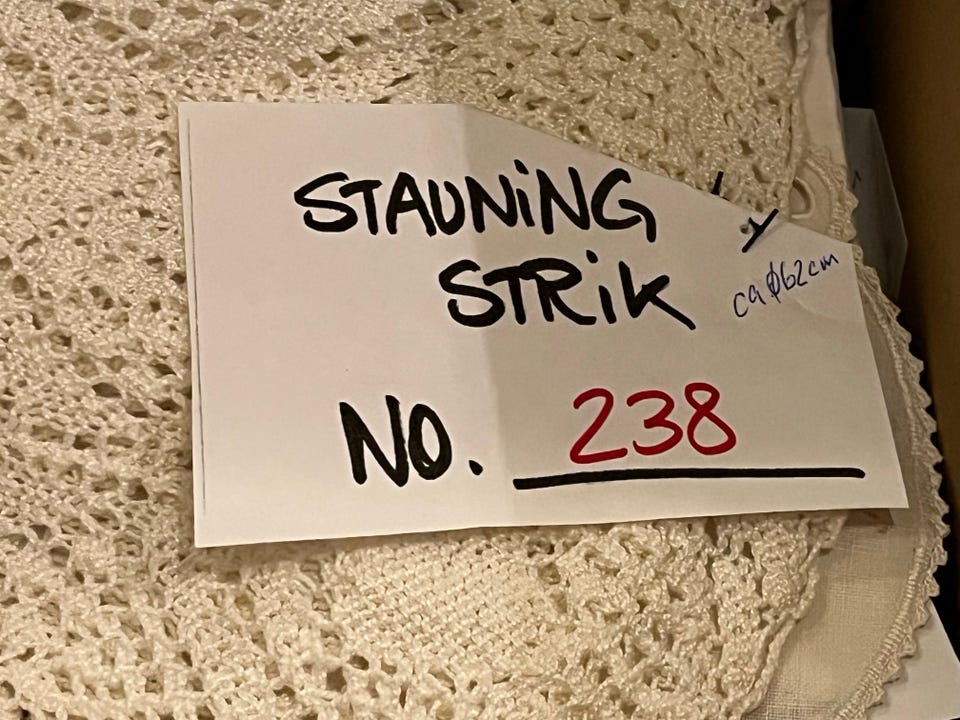 STAUNiNG
STRiK
ca Ø62cm
NO. 238